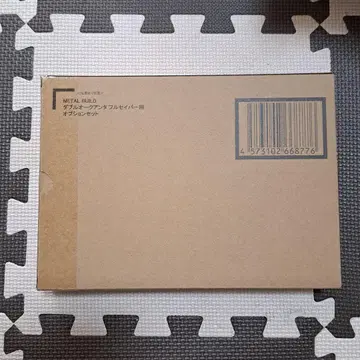 METAL BUILD
ダブルオークアンタフルセイバー用
オプションセット
4 573102 668776